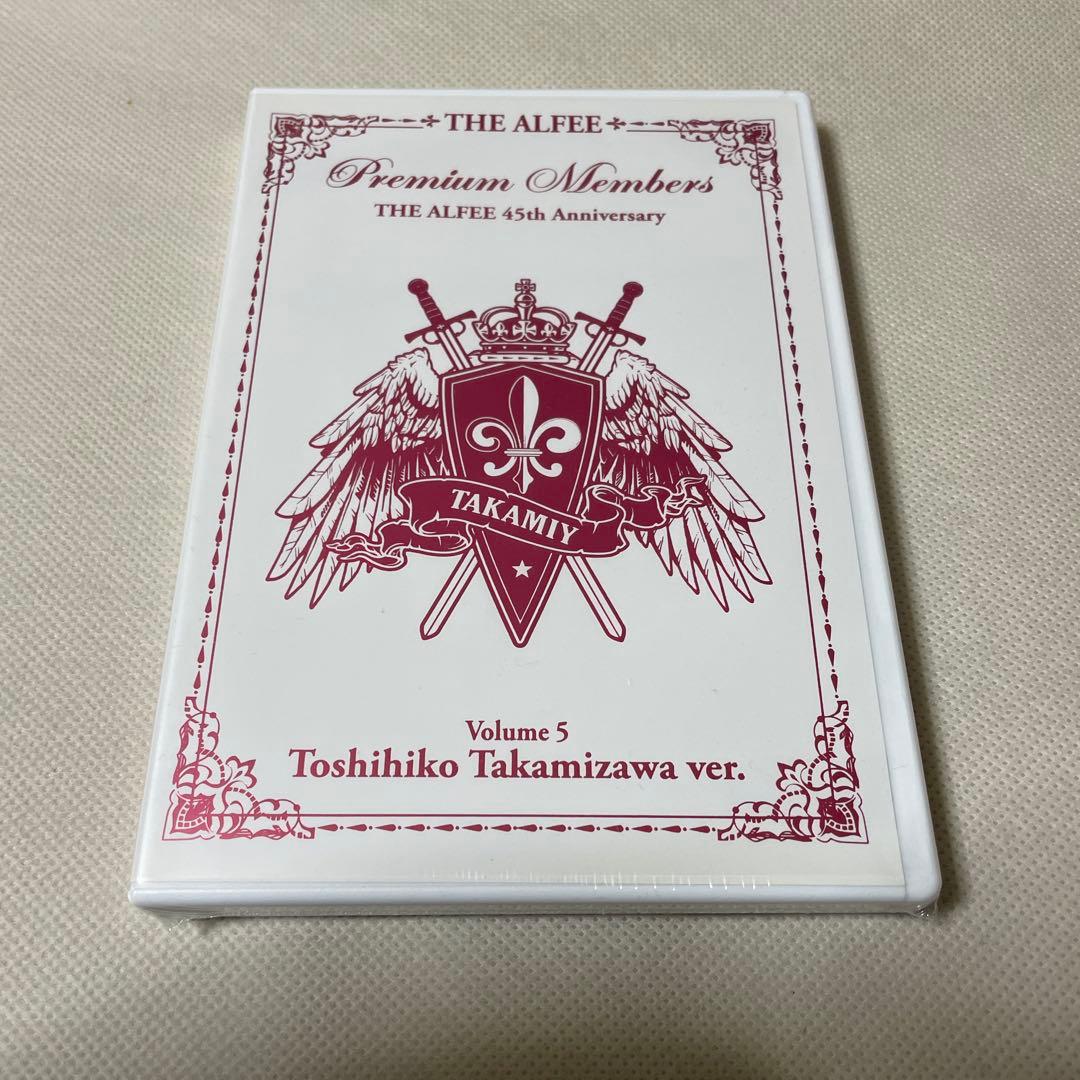 THE ALFEE
Premium Members
THE ALFEE 45th Anniversary
TAKAMIY
Volume 5
Toshihiko Takamizawa ver.